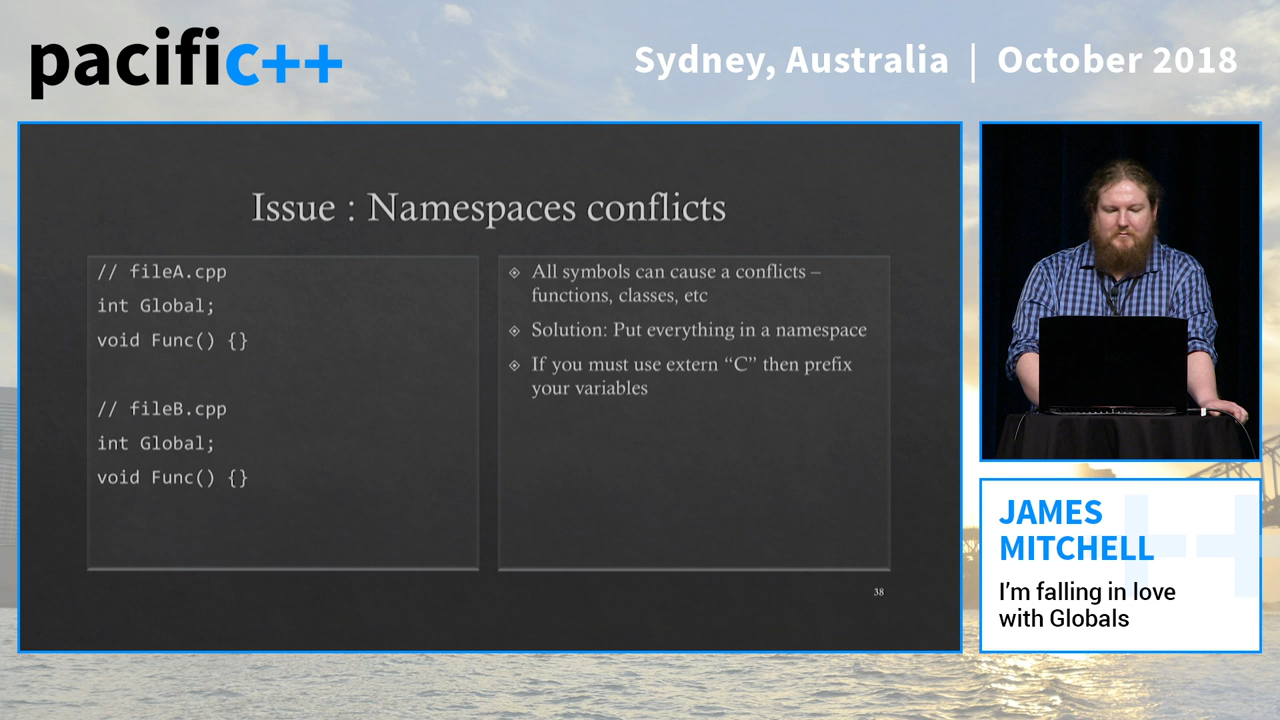 pacific++
Sydney, Australia | October 2018
Issue : Namespaces conflicts
// fileA.cpp
int Global;
void Func() {}
// fileB.cpp
int Global;
void Func() {}
All symbols can cause a conflicts –
functions, classes, etc
Solution: Put everything in a namespace
If you must use extern “C” then prefix
your variables
38
JAMES
MITCHELL
I’m falling in love
with Globals